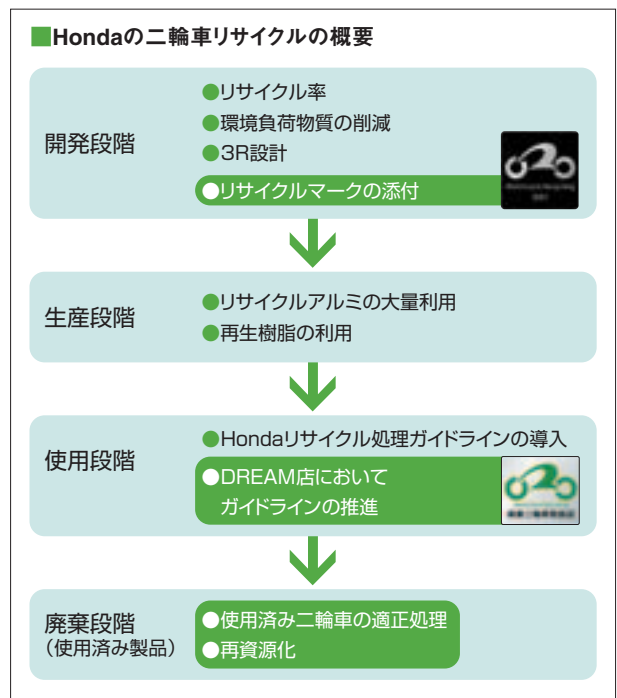 ■Hondaの二輪車リサイクルの概要
開発段階
●リサイクル率
●環境負荷物質の削減
●3R設計
●リサイクルマークの添付
生産段階
●リサイクルアルミの大量利用
●再生樹脂の利用
使用段階
●Hondaリサイクル処理ガイドラインの導入
●DREAM店において
ガイドラインの推進
廃棄段階
（使用済み製品）
●使用済み二輪車の適正処理
●再資源化